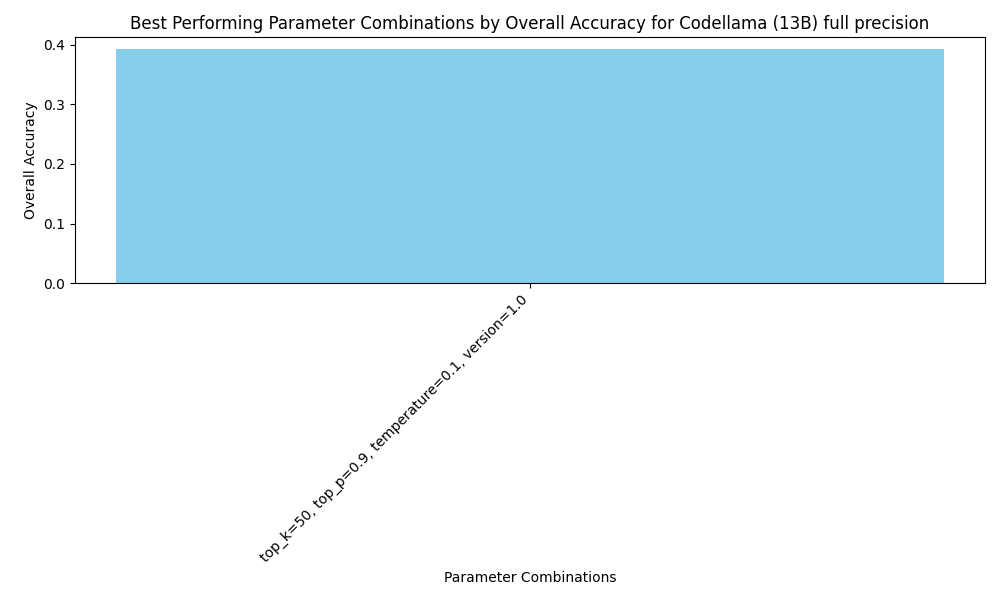 Best Performing Parameter Combinations by Overall Accuracy for Codellama (13B) full precision
Overall Accuracy
0.4
0.3
0.2
0.1
0.0
top_k=50, top_p=0.9, temperature=0.1, version=1.0
Parameter Combinations